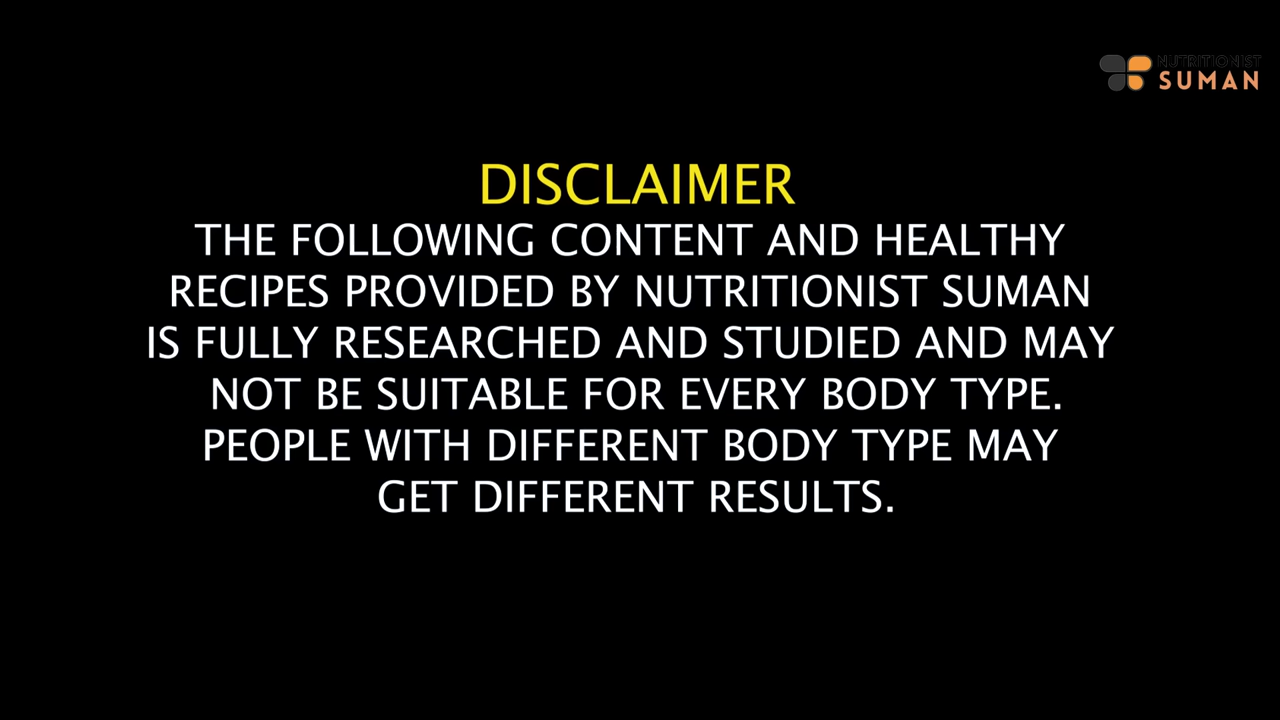 NUTRITIONIST
SUMAN
DISCLAIMER
THE FOLLOWING CONTENT AND HEALTHY
RECIPES PROVIDED BY NUTRITIONIST SUMAN
IS FULLY RESEARCHED AND STUDIED AND MAY
NOT BE SUITABLE FOR EVERY BODY TYPE.
PEOPLE WITH DIFFERENT BODY TYPE MAY
GET DIFFERENT RESULTS.